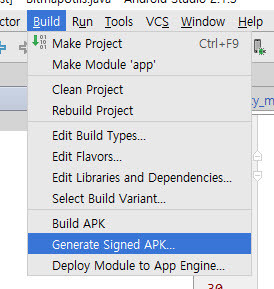 BitmapUtils.java - Android Studio 2.1.3
ctor Build Run Tools VCS Window Help
Make Project Ctrl+F9
Make Module 'app'
Clean Project
Rebuild Project
Edit Build Types...
Edit Flavors...
Edit Libraries and Dependencies...
Select Build Variant...
Build APK
Generate Signed APK...
Deploy Module to App Engine...